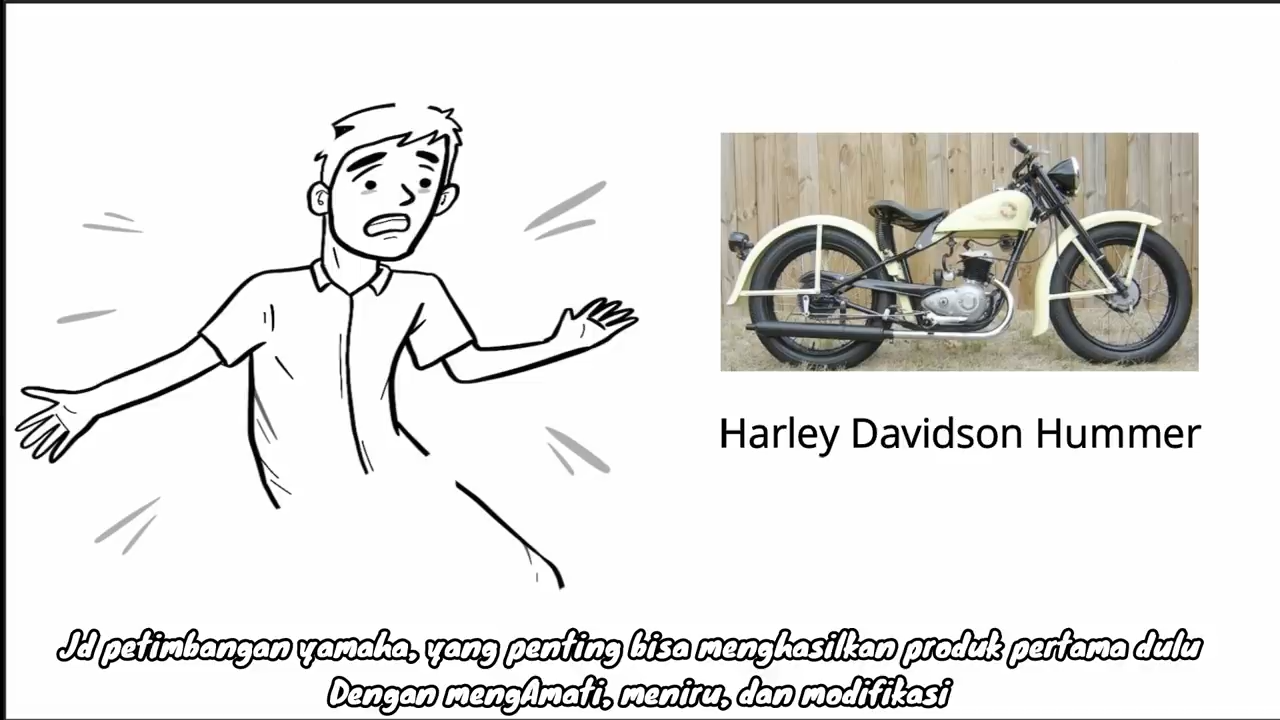 Harley Davidson Hummer
Jd petimbangan yamaha, yang penting bisa menghasilkan produk pertama dulu
Dengan mengAmati, meniru, dan modifikasi